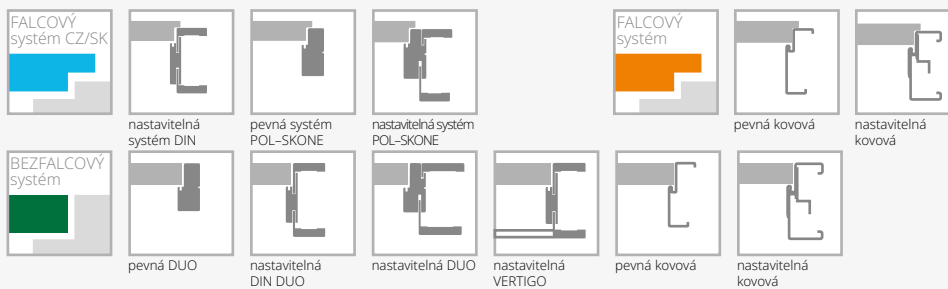 FALCOVÝ
systém CZ/SK
nastavitelná
systém DIN
pevná systém
POL–SKONE
nastavitelná systém
POL–SKONE
FALCOVÝ
systém
pevná kovová
nastavitelná
kovová
BEZFALCOVÝ
systém
pevná DUO
nastavitelná
DIN DUO
nastavitelná DUO
nastavitelná
VERTIGO
pevná kovová
nastavitelná
kovová